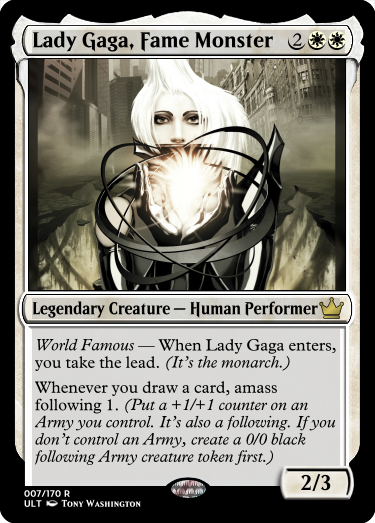 Lady Gaga, Fame Monster 2
Legendary Creature — Human Performer
World Famous — When Lady Gaga enters,
you take the lead. (It's the monarch.)
Whenever you draw a card, amass
following 1. (Put a +1/+1 counter on an
Army you control. It's also a following. If you
don't control an Army, create a 0/0 black
following Army creature token first.)
2/3
007/170 R
ULT Tony Washington